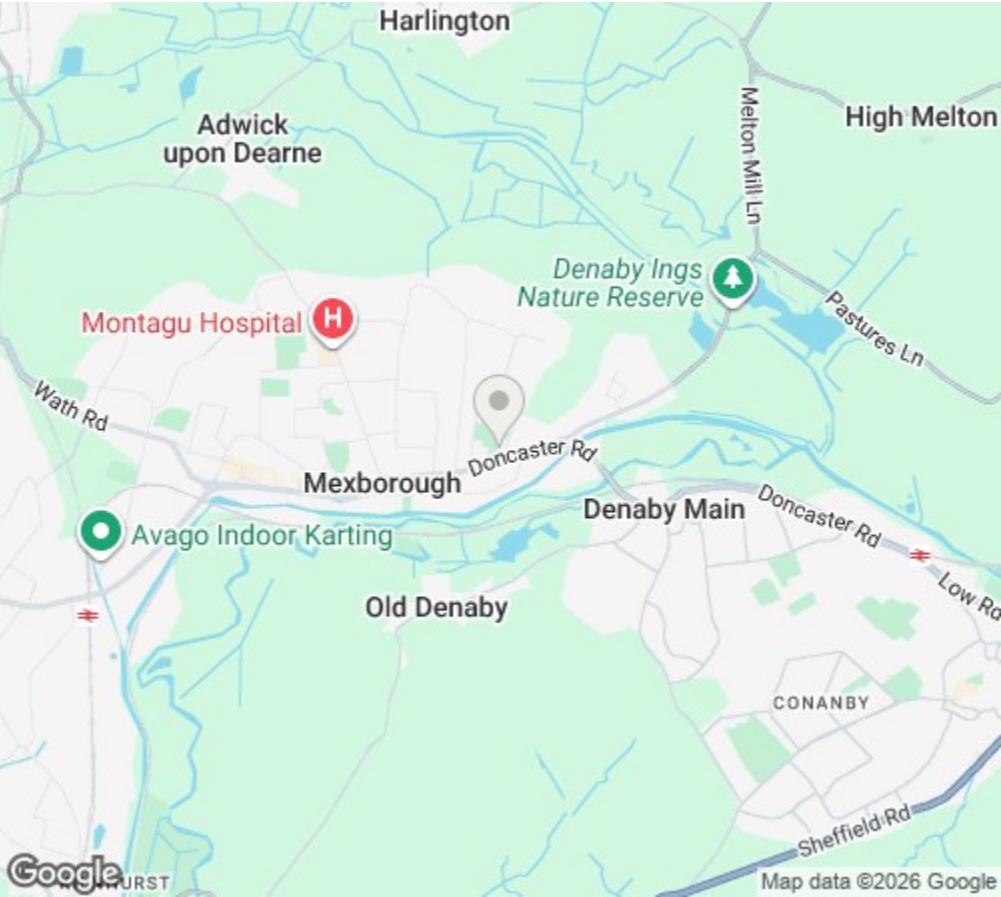 Harlington
High Melton
Adwick
upon Dearne
Melton Mill Ln
Denaby Ings
Nature Reserve
Pastures Ln
Montagu Hospital
H
Wath Rd
Doncaster Rd
Mexborough
Denaby Main
Doncaster Rd
Avago Indoor Karting
Low Rd
Old Denaby
CONANBY
Sheffield Rd
Google
HURST
Map data ©2026 Google